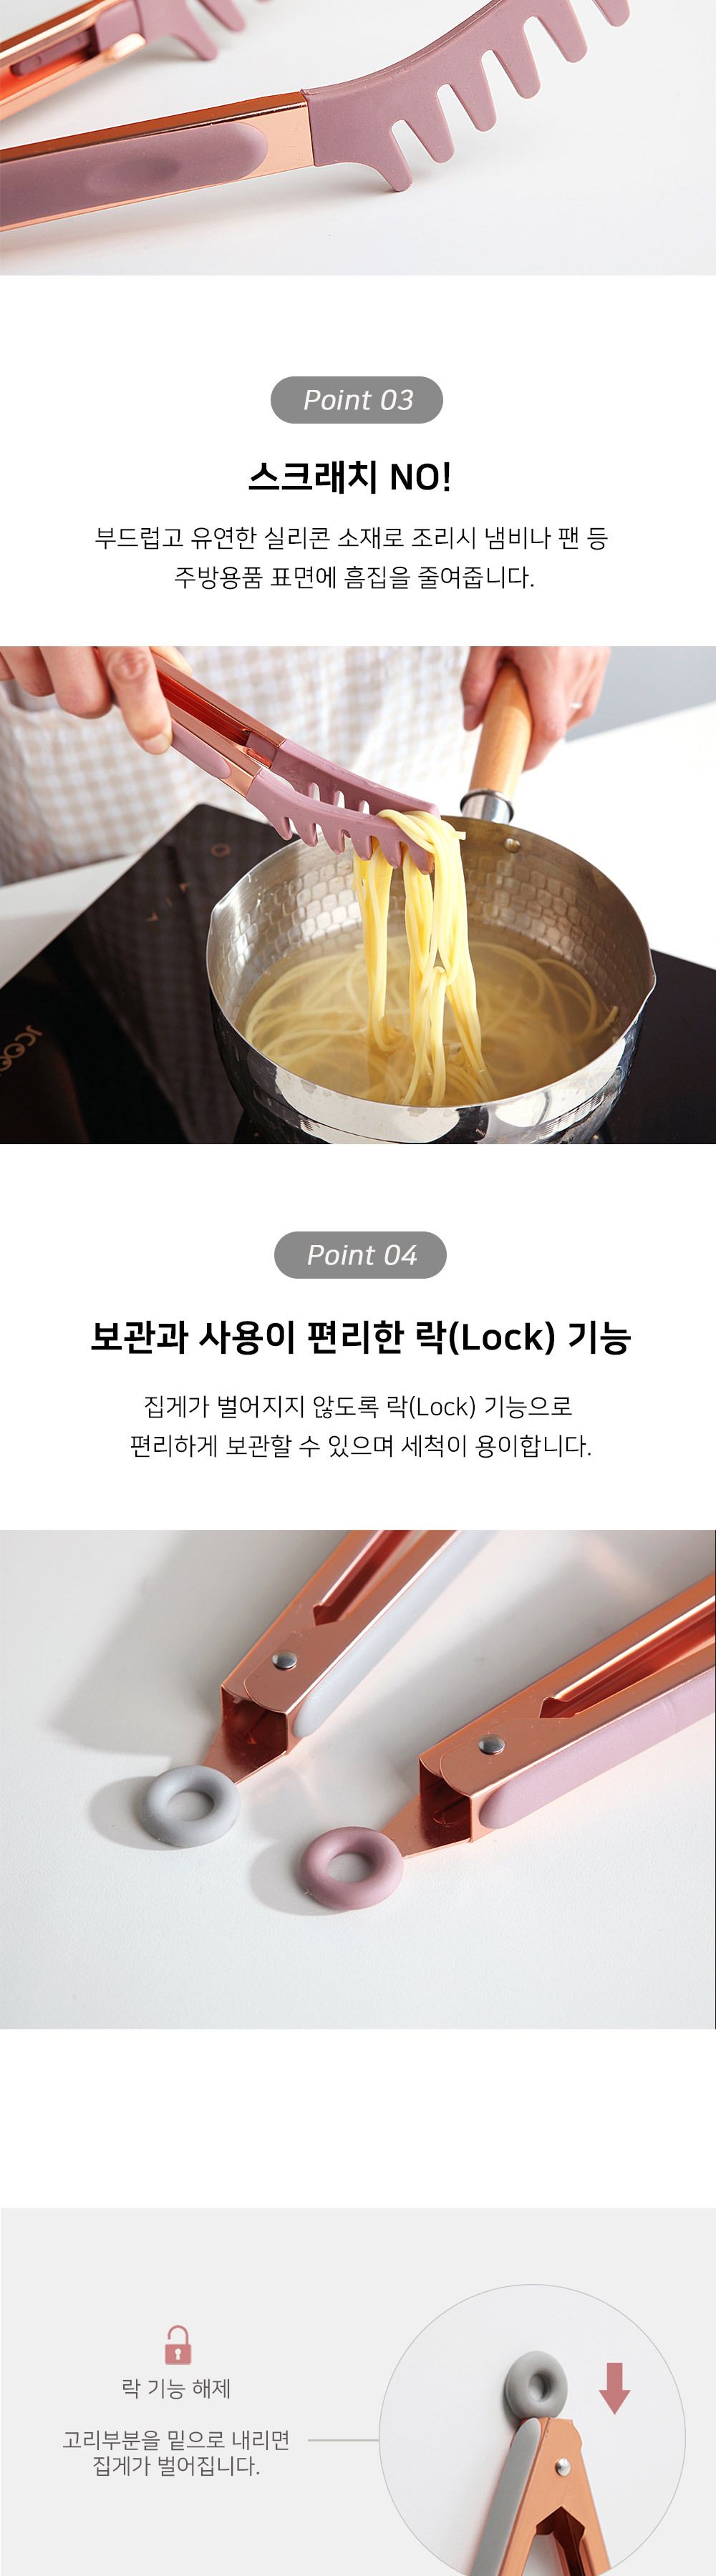 Point 03
스크래치 NO!
부드럽고 유연한 실리콘 소재로 조리시 냄비나 팬 등
주방용품 표면에 흠집을 줄여줍니다.
Point 04
보관과 사용이 편리한 락(Lock) 기능
집게가 벌어지지 않도록 락(Lock) 기능으로
편리하게 보관할 수 있으며 세척이 용이합니다.
락 기능 해제
고리부분을 밑으로 내리면
집게가 벌어집니다.